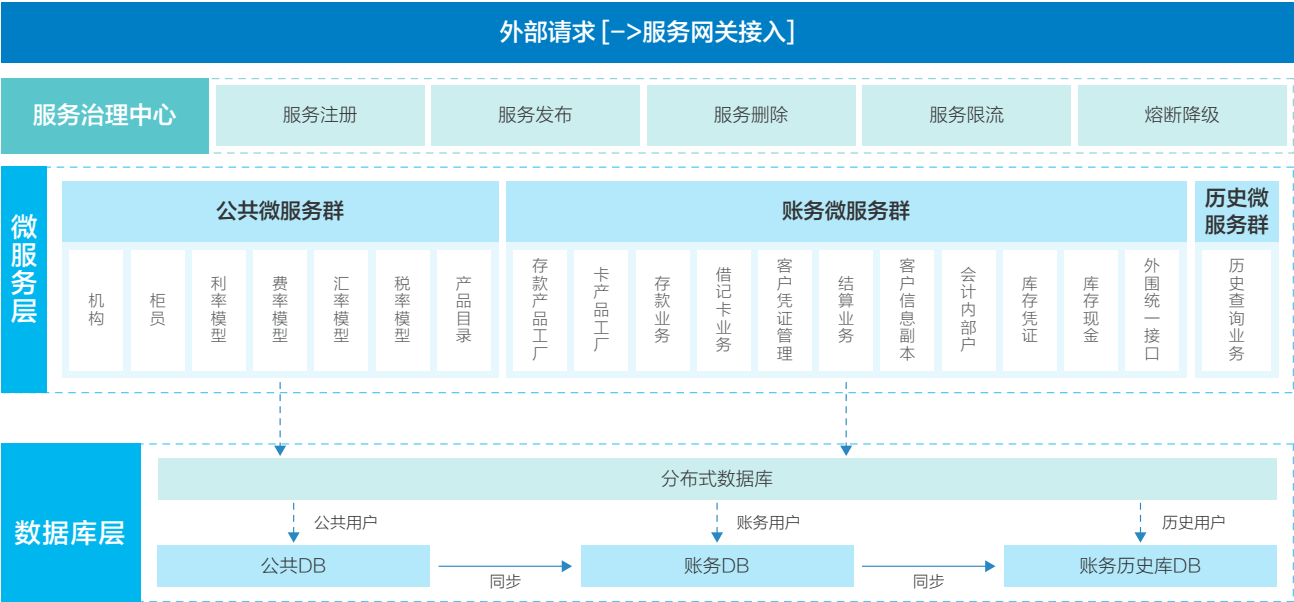 外部请求 [->服务网关接入]
服务治理中心
服务注册
服务发布
服务删除
服务限流
熔断降级
微服务层
公共微服务群
账务微服务群
历史微
服务群
机构
柜员
利率模型
费率模型
汇率模型
税率模型
产品目录
存款产品工厂
卡产品工厂
存款业务
借记卡业务
客户凭证管理
结算业务
客户信息副本
会计内部户
库存凭证
库存现金
外围统一接口
历史查询业务
数据库层
分布式数据库
公共用户
账务用户
历史用户
公共DB
同步
账务DB
同步
账务历史库DB